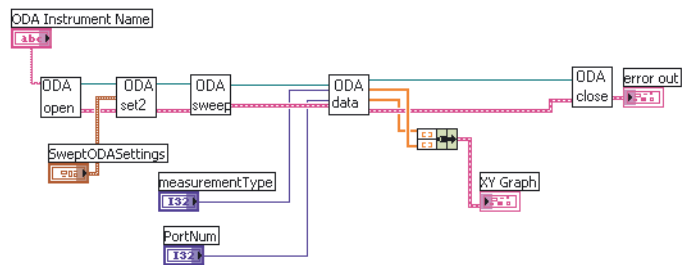 ODA Instrument Name
abc
ODA
open
ODA
set2
ODA
sweep
ODA
data
ODA
close
error out
SweptODASettings
measurementType
I32
XY Graph
PortNum
I32